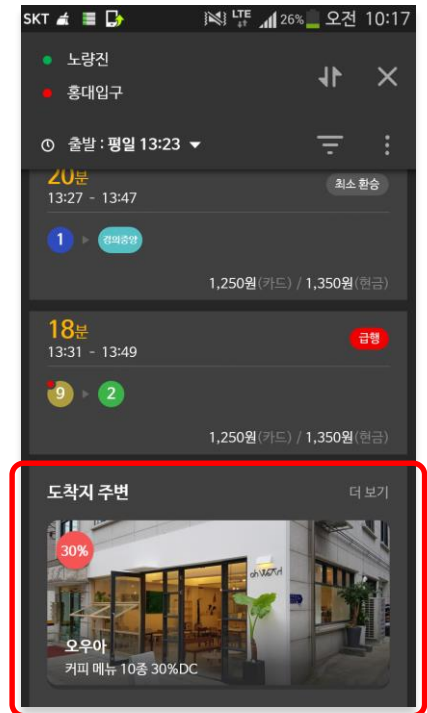 SKT LTE 26% 오전 10:17
노량진
홍대입구
출발 : 평일 13:23
20분 최소 환승
13:27 - 13:47
1 경의중앙
1,250원(카드) / 1,350원(현금)
18분 급행
13:31 - 13:49
9 2
1,250원(카드) / 1,350원(현금)
도착지 주변 더 보기
30%
오우아
커피 메뉴 10종 30%DC